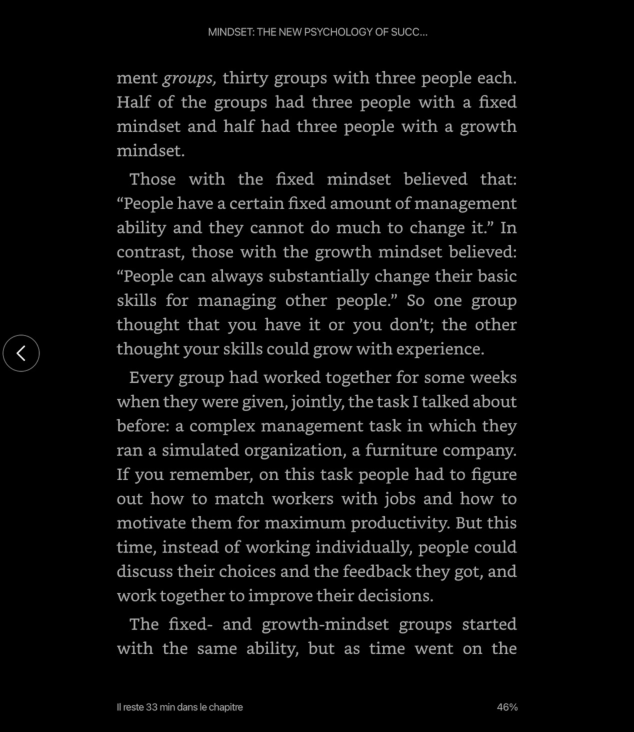 MINDSET: THE NEW PSYCHOLOGY OF SUCC...
ment groups, thirty groups with three people each.
Half of the groups had three people with a fixed
mindset and half had three people with a growth
mindset.
Those with the fixed mindset believed that:
“People have a certain fixed amount of management
ability and they cannot do much to change it.” In
contrast, those with the growth mindset believed:
“People can always substantially change their basic
skills for managing other people.” So one group
thought that you have it or you don’t; the other
thought your skills could grow with experience.
Every group had worked together for some weeks
when they were given, jointly, the task I talked about
before: a complex management task in which they
ran a simulated organization, a furniture company.
If you remember, on this task people had to figure
out how to match workers with jobs and how to
motivate them for maximum productivity. But this
time, instead of working individually, people could
discuss their choices and the feedback they got, and
work together to improve their decisions.
The fixed- and growth-mindset groups started
with the same ability, but as time went on the
Il reste 33 min dans le chapitre
46%